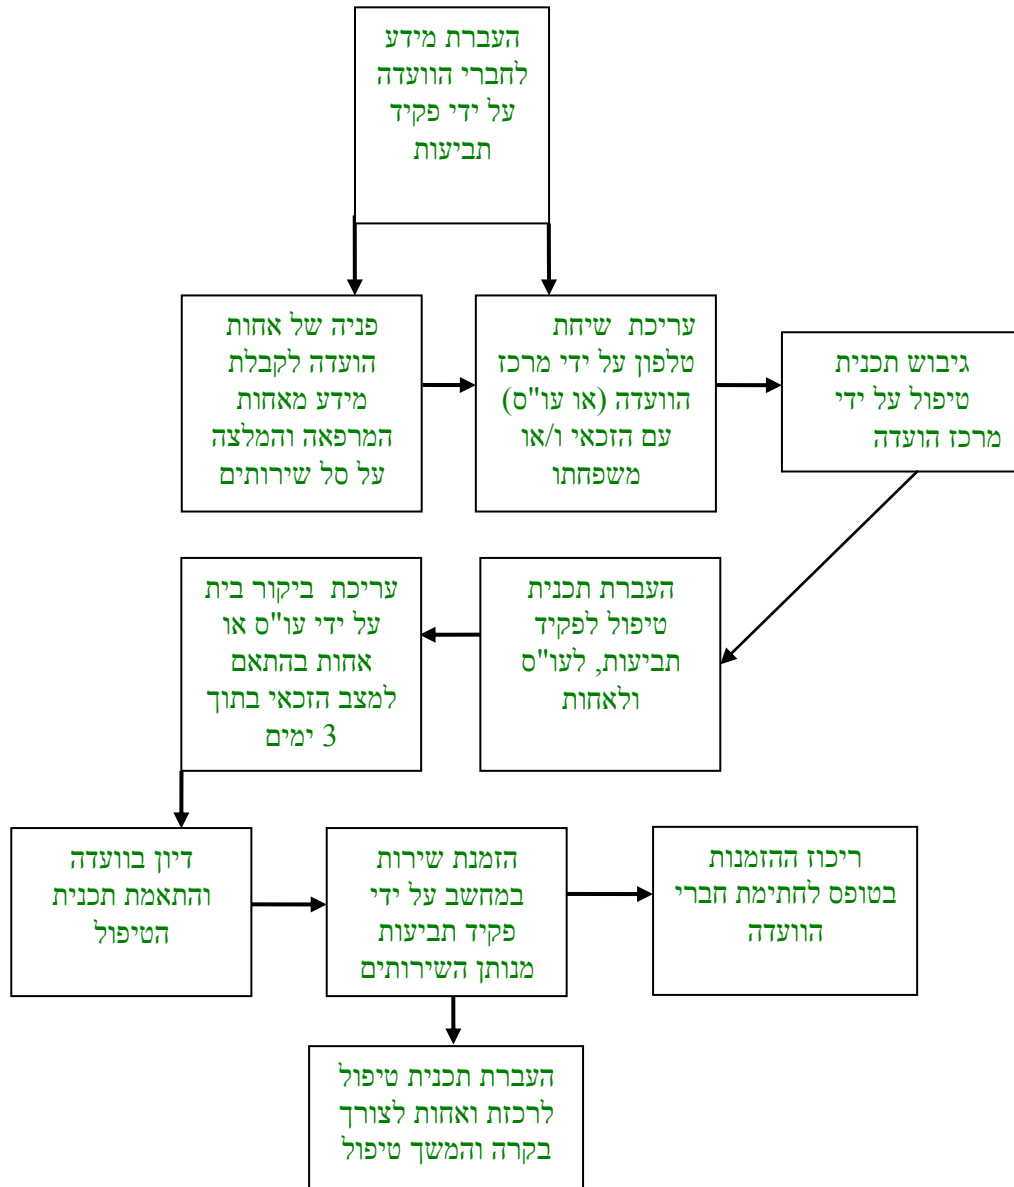 העברת מידע
לחברי הוועדה
על ידי פקיד
תביעות
פניה של אחות
הועדה לקבלת
מידע מאחות
המרפאה והמלצה
על סל שירותים
עריכת שיחת
טלפון על ידי מרכז
הוועדה (או עו"ס)
עם הזכאי ו/או
משפחתו
גיבוש תכנית
טיפול על ידי
מרכז הועדה
העברת תכנית
טיפול לפקיד
תביעות, לעו"ס
ולאחות
עריכת ביקור בית
על ידי עו"ס או
אחות בהתאם
למצב הזכאי בתוך
3 ימים
דיון בוועדה
והתאמת תכנית
הטיפול
הזמנת שירות
במחשב על ידי
פקיד תביעות
מנותן השירותים
ריכוז ההזמנות
בטופס לחתימת חברי
הוועדה
העברת תכנית טיפול
לרכזת ואחות לצורך
בקרה והמשך טיפול